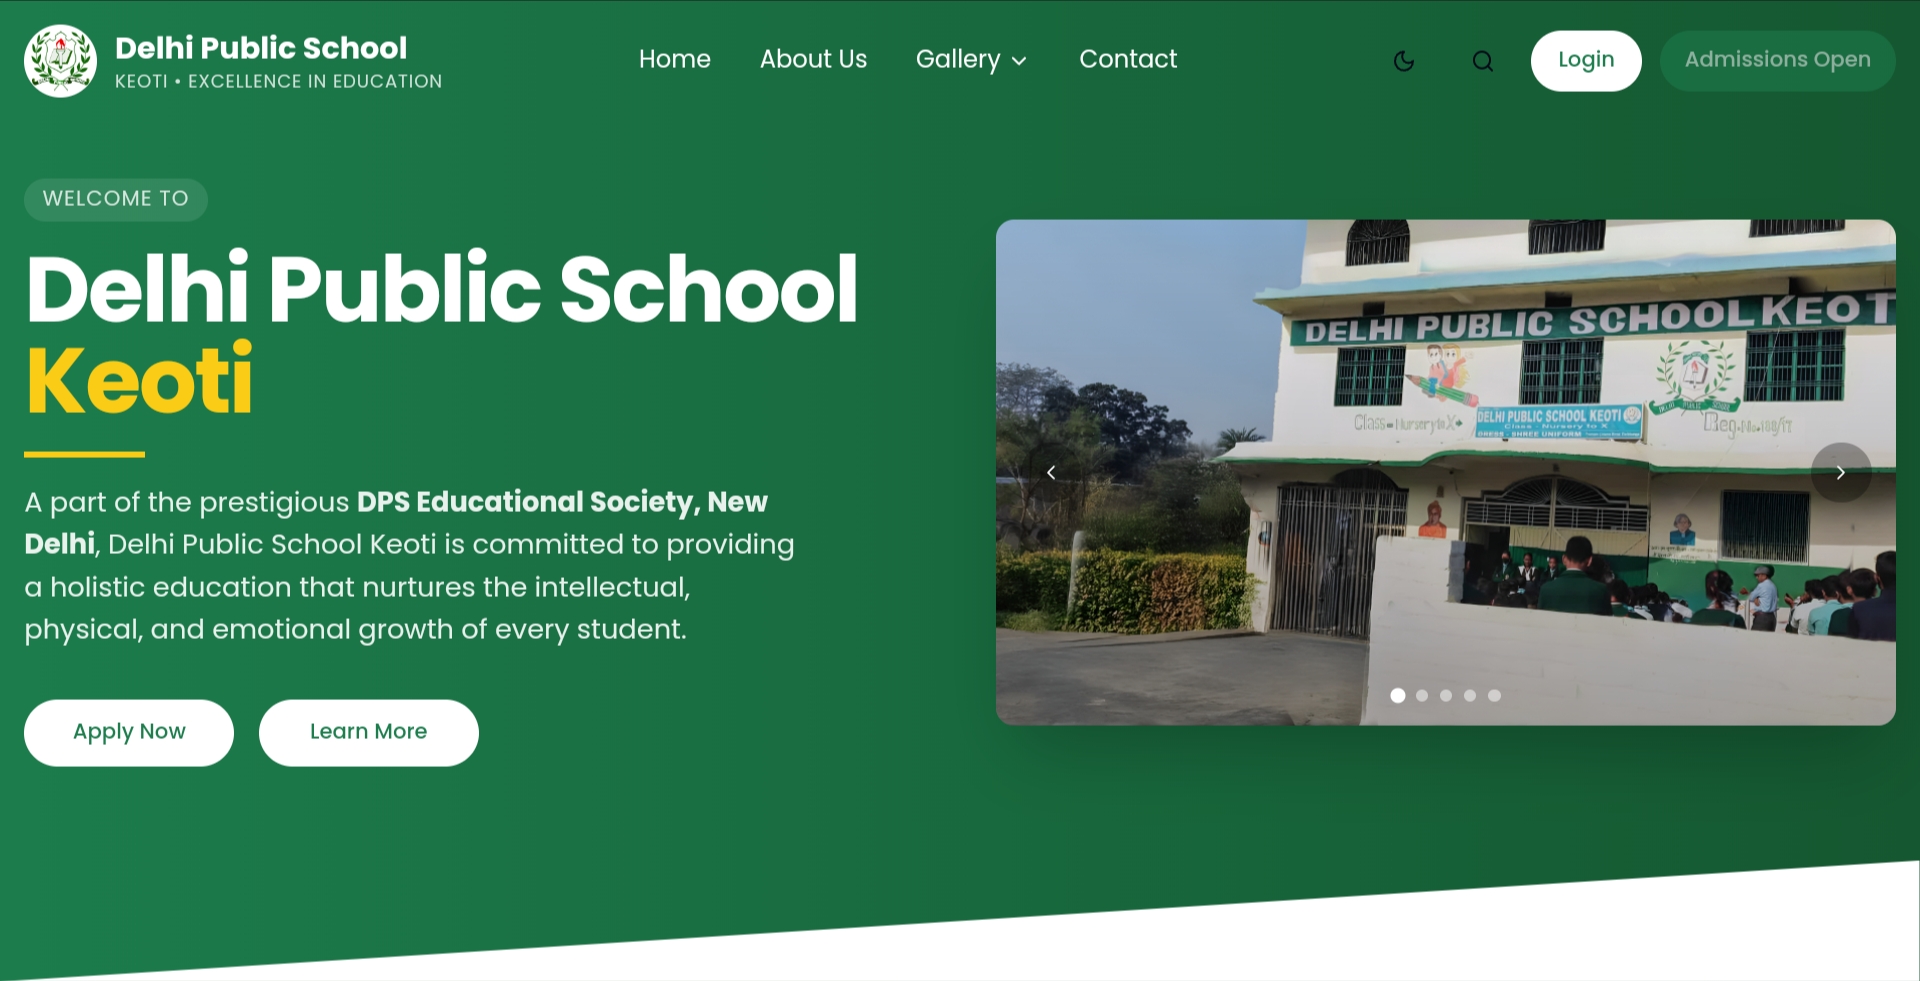 Delhi Public School
KEOTI • EXCELLENCE IN EDUCATION
Home
About Us
Gallery
Contact
Login
Admissions Open
WELCOME TO
Delhi Public School
Keoti
A part of the prestigious DPS Educational Society, New
Delhi, Delhi Public School Keoti is committed to providing
a holistic education that nurtures the intellectual,
physical, and emotional growth of every student.
Apply Now
Learn More
DELHI PUBLIC SCHOOL KEOT
Class - Nursery to X
DELHI PUBLIC SCHOOL KEOTI
Class - Nursery to X
DRESS - SHREE UNIFORM
DELHI PUBLIC SCHOOL
Reg. No.